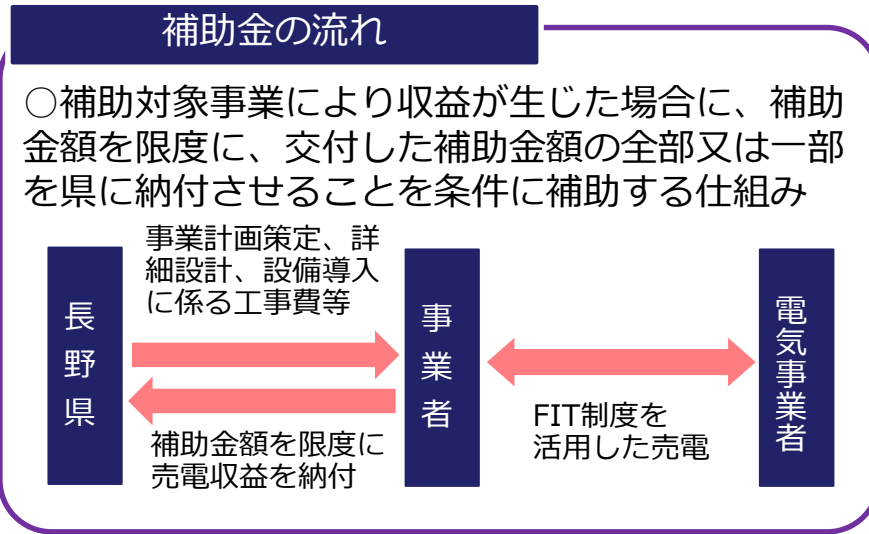 補助金の流れ
○補助対象事業により収益が生じた場合に、補助
金額を限度に、交付した補助金額の全部又は一部
を県に納付させることを条件に補助する仕組み
事業計画策定、詳
細設計、設備導入
に係る工事費等
長野県
事業者
電気事業者
補助金額を限度に
売電収益を納付
FIT制度を
活用した売電